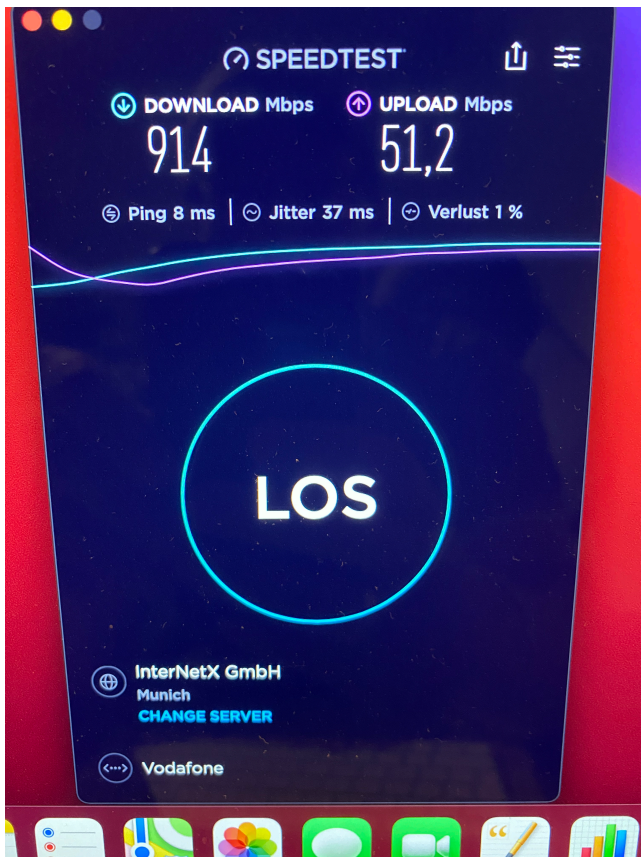 SPEEDTEST
DOWNLOAD Mbps
914
UPLOAD Mbps
51,2
Ping 8 ms
Jitter 37 ms
Verlust 1 %
LOS
InterNetX GmbH
Munich
CHANGE SERVER
Vodafone